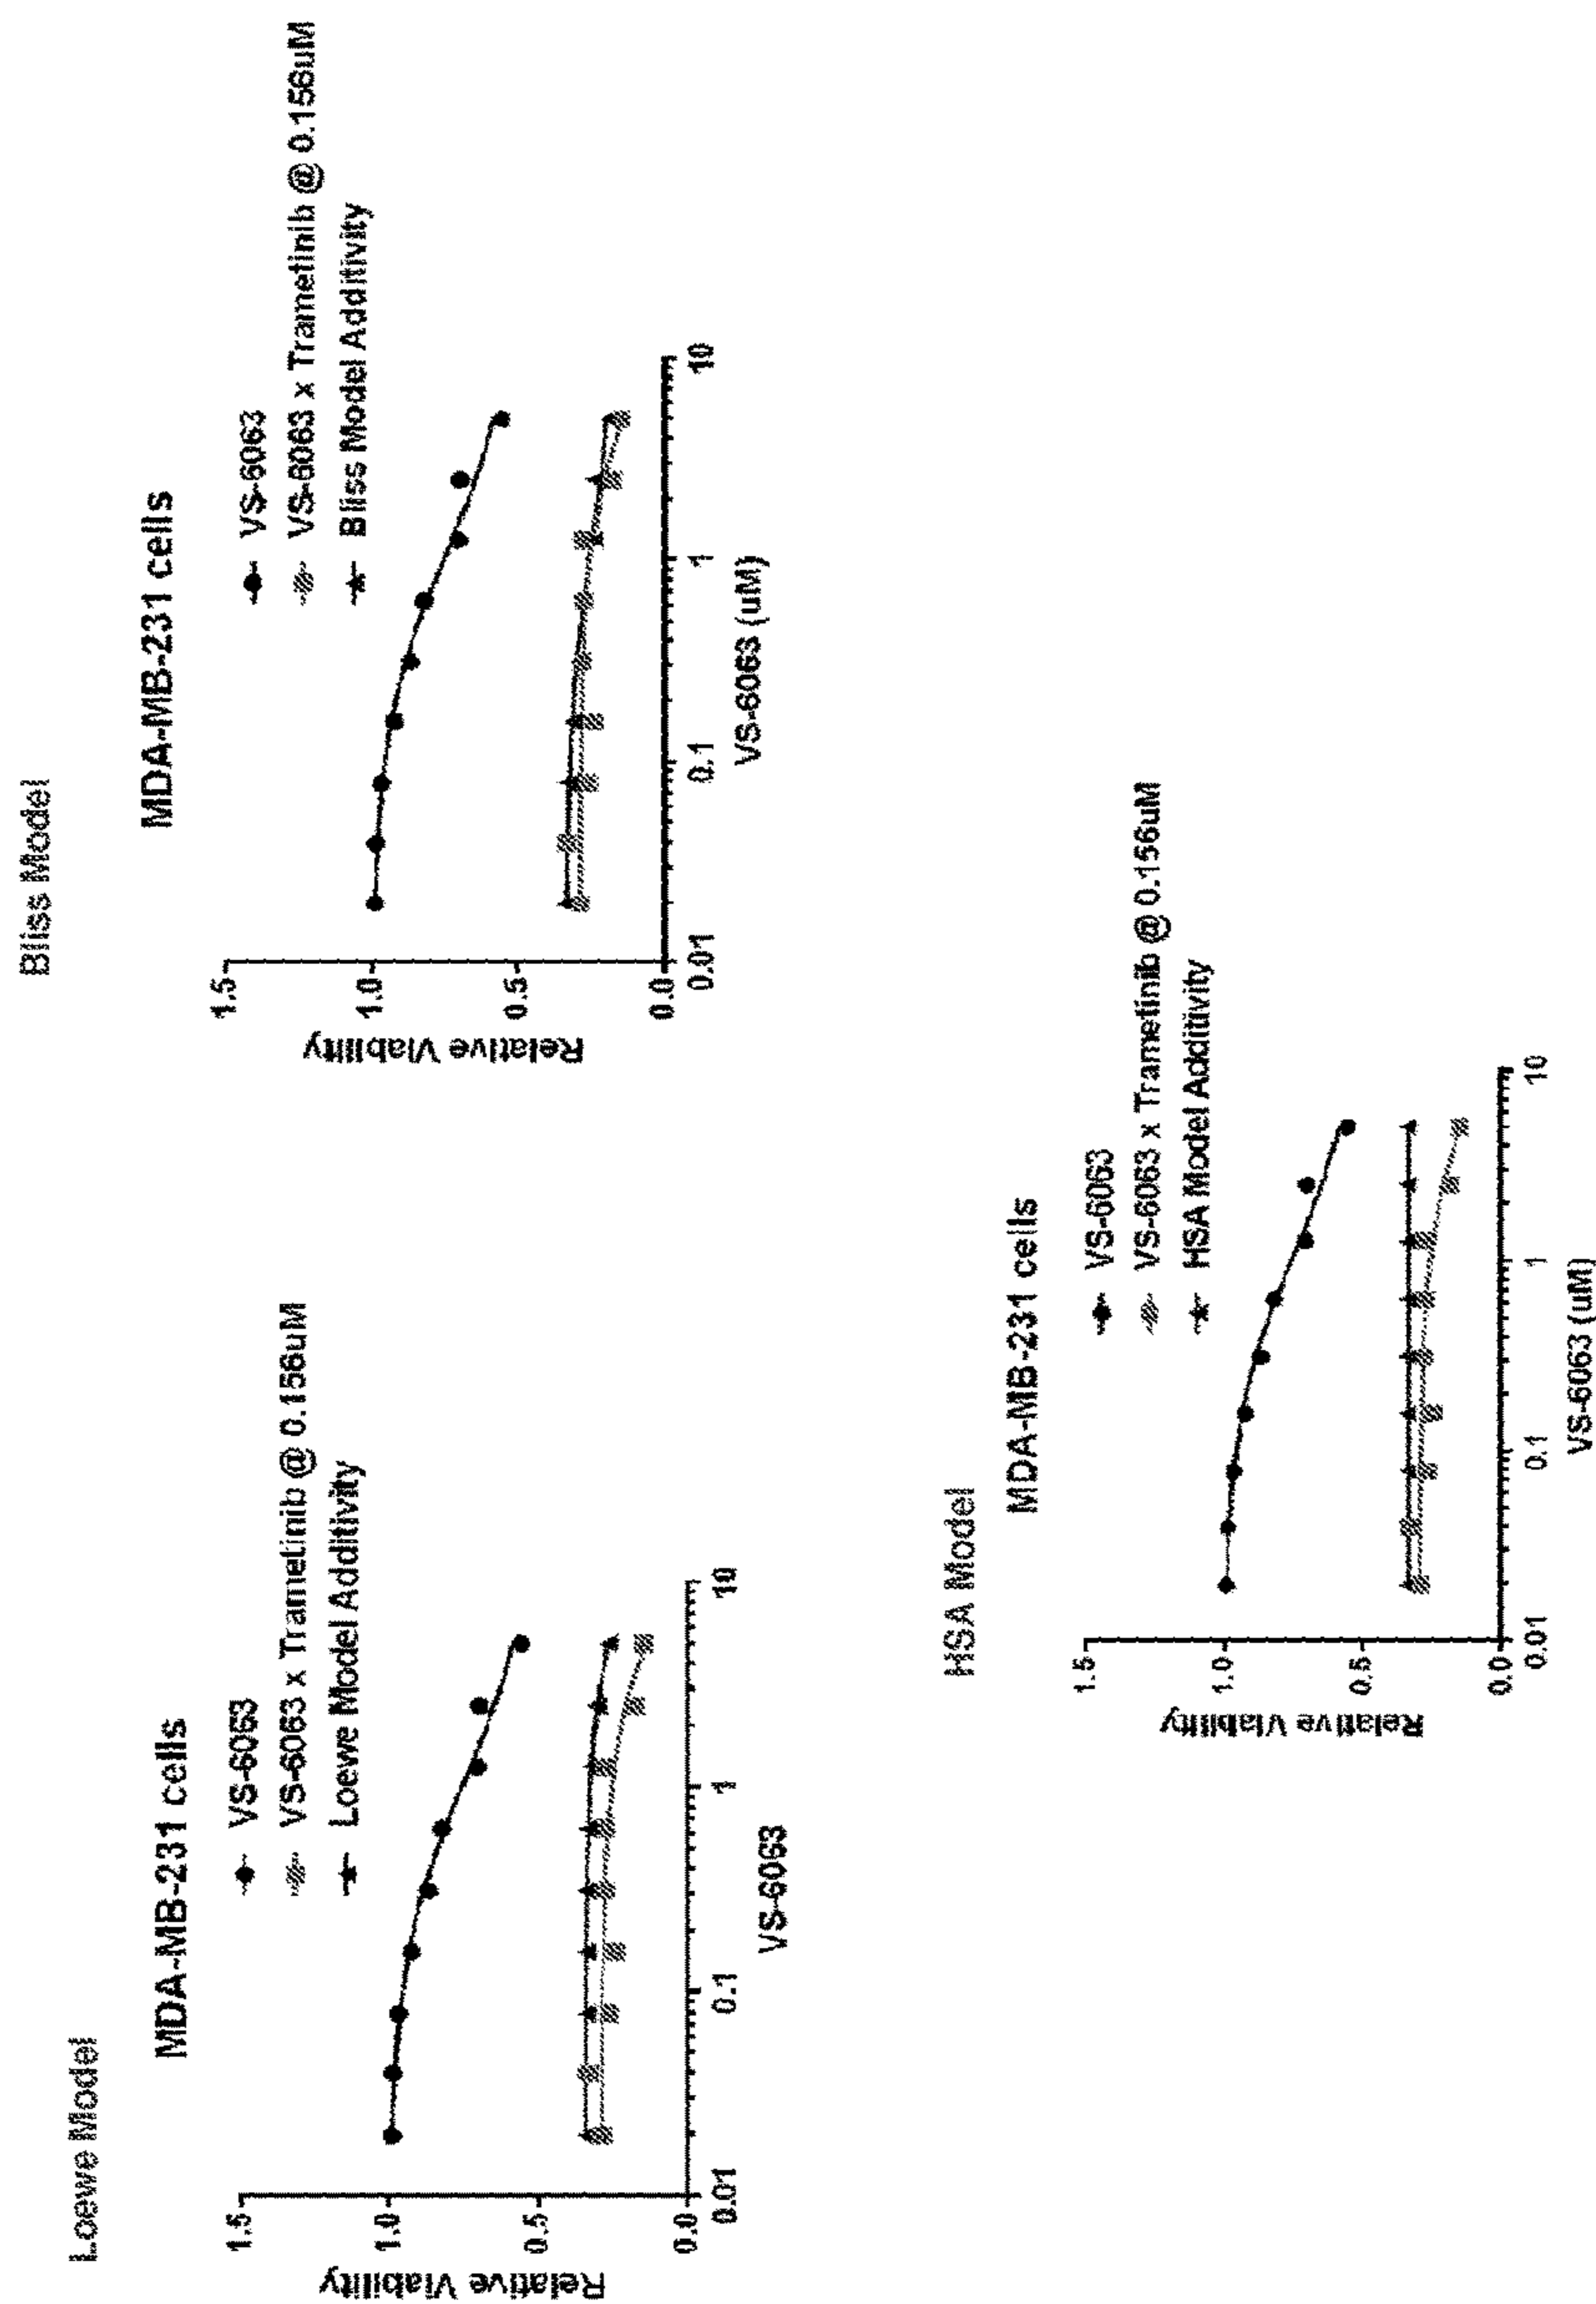 Loewe Model
MDA-MB-231 cells
VS-6063
VS-6063 x Trametinib @ 0.156uM
Loewe Model Additivity
Relative Viability
1.5
1.0
0.5
0.0
0.01
0.1
1
10
VS-6063
Bliss Model
MDA-MB-231 cells
VS-6063
VS-6063 x Trametinib @ 0.156uM
Bliss Model Additivity
Relative Viability
1.5
1.0
0.5
0.0
0.01
0.1
1
10
VS-6063 (uM)
HSA Model
MDA-MB-231 cells
VS-6063
VS-6063 x Trametinib @ 0.156uM
HSA Model Additivity
Relative Viability
1.5
1.0
0.5
0.0
0.01
0.1
1
10
VS-6063 (uM)